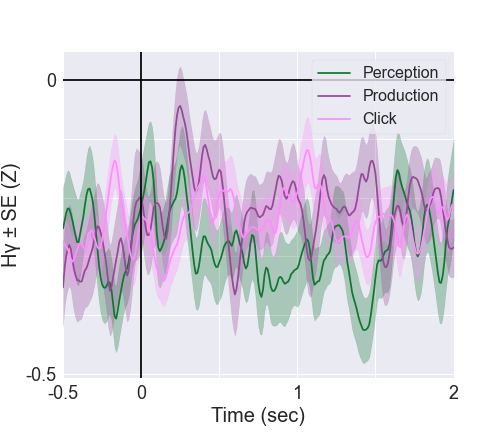 Perception
Production
Click
0
-0.5
Hγ ± SE (Z)
-0.5 0 1 2
Time (sec)